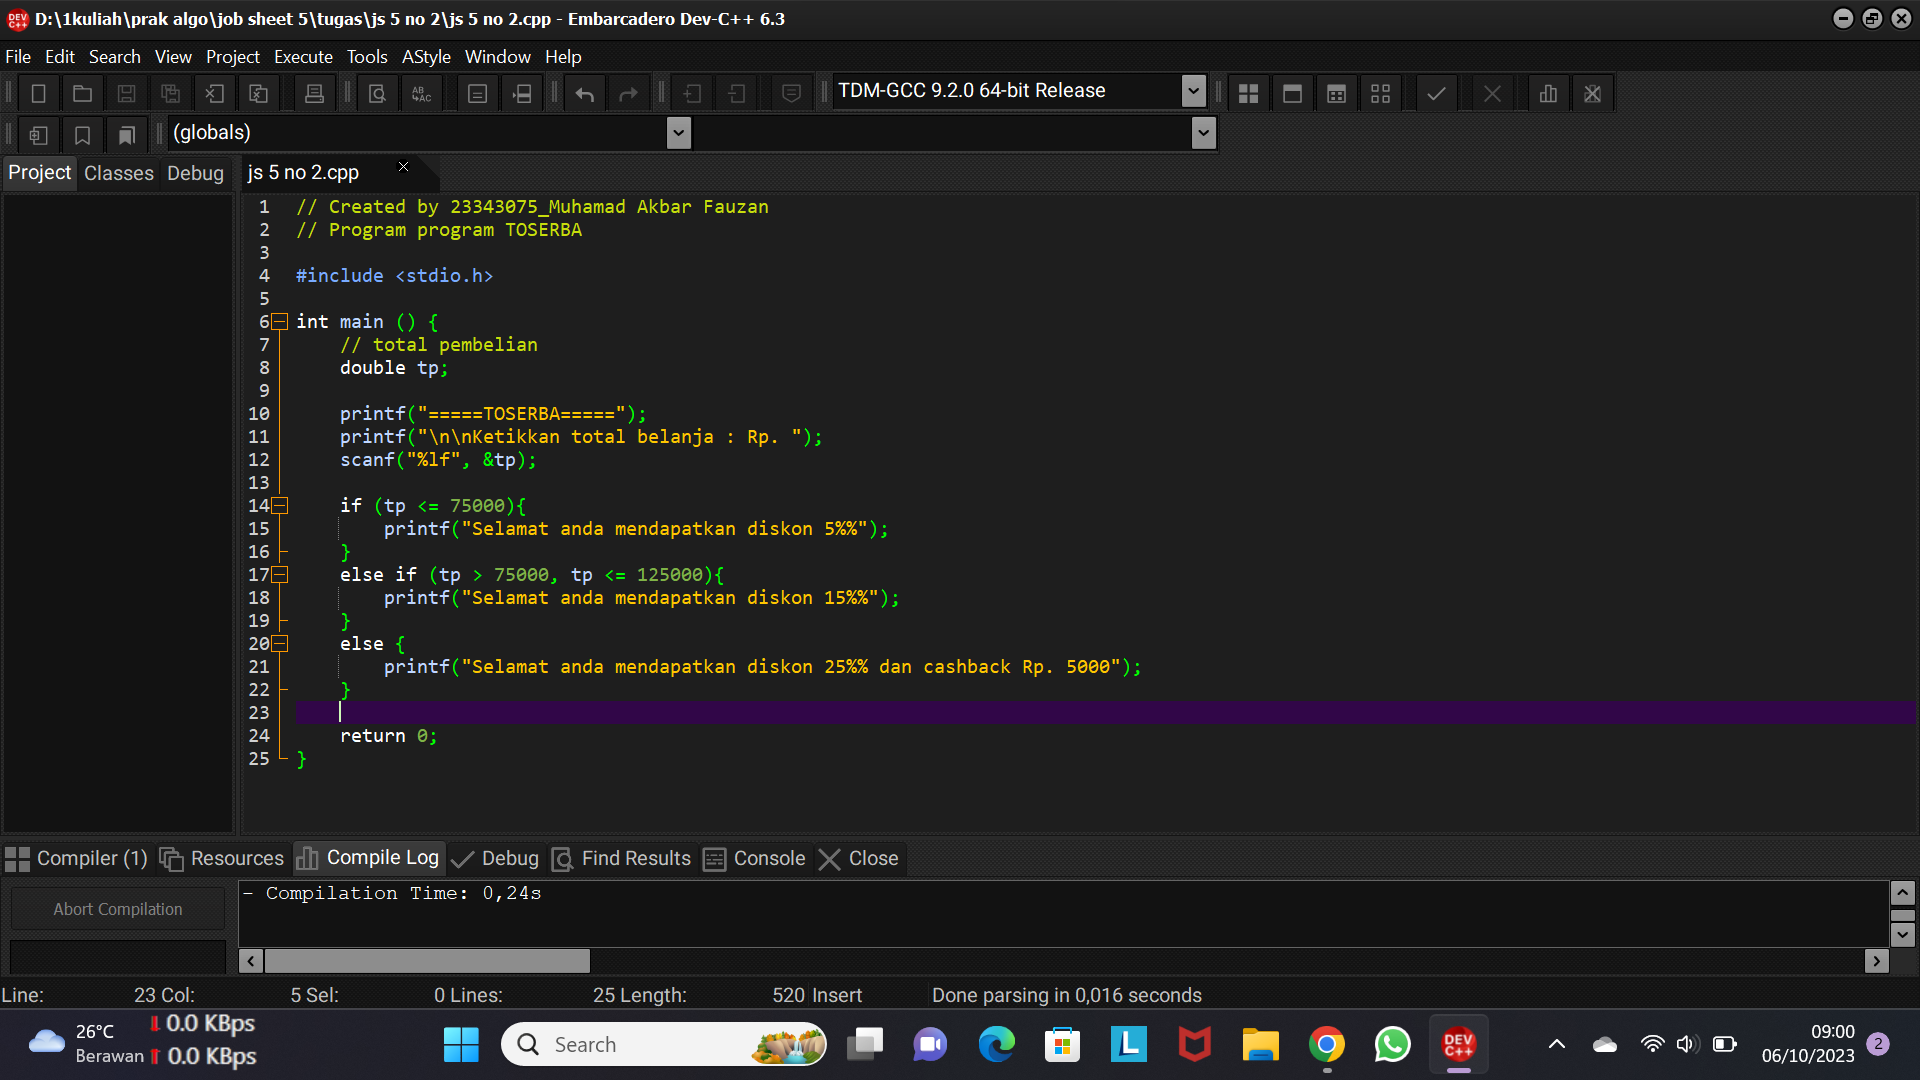 D:\1kuliah\prak algo\job sheet 5\tugas\js 5 no 2\js 5 no 2.cpp - Embarcadero Dev-C++ 6.3
File Edit Search View Project Execute Tools AStyle Window Help
TDM-GCC 9.2.0 64-bit Release
(globals)
Project Classes Debug js 5 no 2.cpp
1 // Created by 23343075_Muhamad Akbar Fauzan
2 // Program program TOSERBA
3
4 #include <stdio.h>
5
6 int main () {
7 // total pembelian
8 double tp;
9
10 printf("=====TOSERBA=====");
11 printf("\n\nKetikkan total belanja : Rp. ");
12 scanf("%lf", &tp);
13
14 if (tp <= 75000){
15 printf("Selamat anda mendapatkan diskon 5%%");
16 }
17 else if (tp > 75000, tp <= 125000){
18 printf("Selamat anda mendapatkan diskon 15%%");
19 }
20 else {
21 printf("Selamat anda mendapatkan diskon 25%% dan cashback Rp. 5000");
22 }
23
24 return 0;
25 }
Compiler (1) Resources Compile Log Debug Find Results Console Close
Abort Compilation
- Compilation Time: 0,24s
Line: 23 Col: 5 Sel: 0 Lines: 25 Length: 520 Insert Done parsing in 0,016 seconds
26°C
Berawan
0.0 KBps
0.0 KBps
Search
DEV C++
09:00
06/10/2023
2